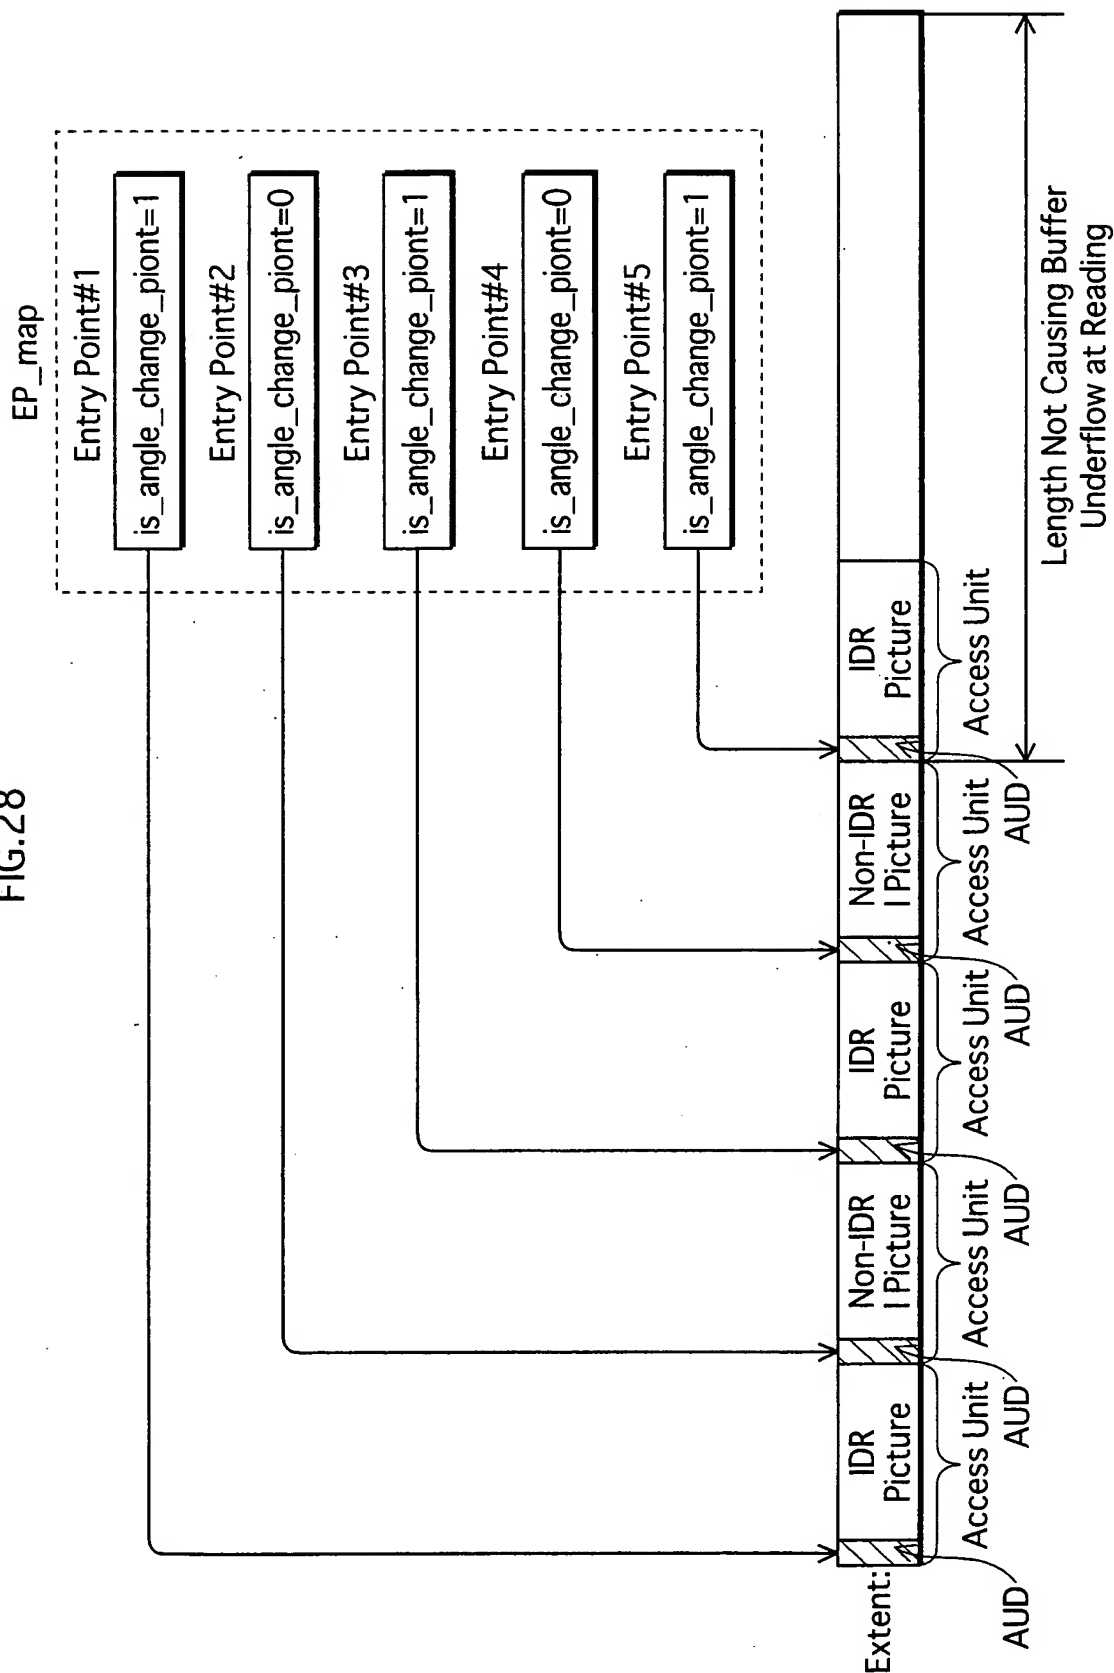 FIG.28
EP_map
Entry Point#1
is_angle_change_piont=1
Entry Point#2
is_angle_change_piont=0
Entry Point#3
is_angle_change_piont=1
Entry Point#4
is_angle_change_piont=0
Entry Point#5
is_angle_change_piont=1
Extent:
IDR
Picture
Non-IDR
I Picture
IDR
Picture
Non-IDR
I Picture
IDR
Picture
Access Unit
Access Unit
Access Unit
Access Unit
Access Unit
AUD
AUD
AUD
AUD
AUD
Length Not Causing Buffer
Underflow at Reading